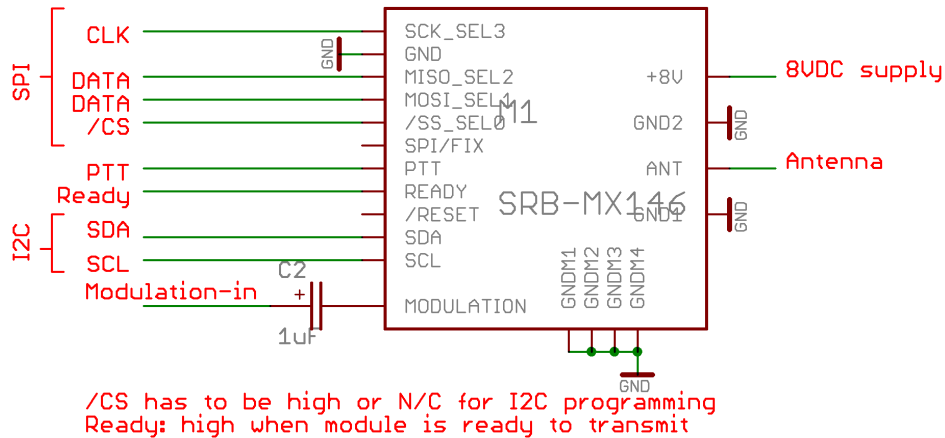 SPI
CLK
GND
DATA
DATA
/CS
PTT
Ready
I2C
SDA
SCL
Modulation-in
C2
+
1uF
SCK_SEL3
GND
MISO_SEL2
MOSI_SEL1
/SS_SEL0
SPI/FIX
PTT
READY
/RESET
SDA
SCL
MODULATION
M1
SRB-MX146
+8V
GND2
ANT
GND1
GNDM1
GNDM2
GNDM3
GNDM4
8VDC supply
GND
Antenna
GND
GND
/CS has to be high or N/C for I2C programming
Ready: high when module is ready to transmit